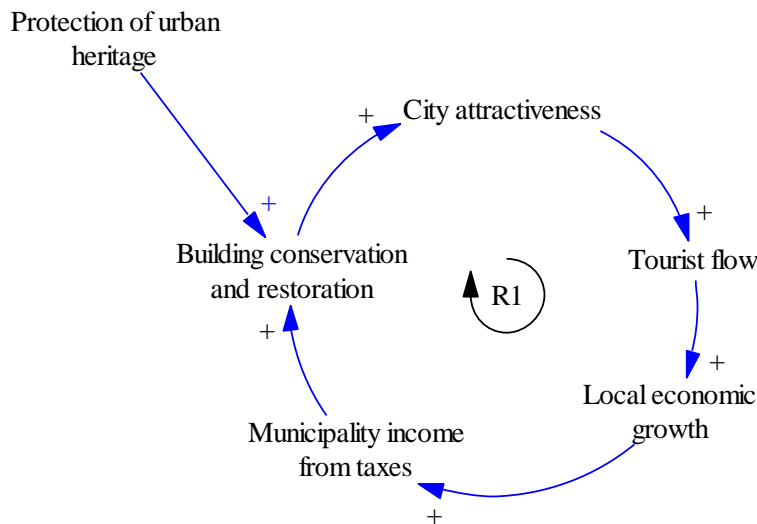 Protection of urban
heritage
+
City attractiveness
+
+
Building conservation
and restoration
Tourist flow
R1
+
+
Local economic
growth
Municipality income
from taxes
+